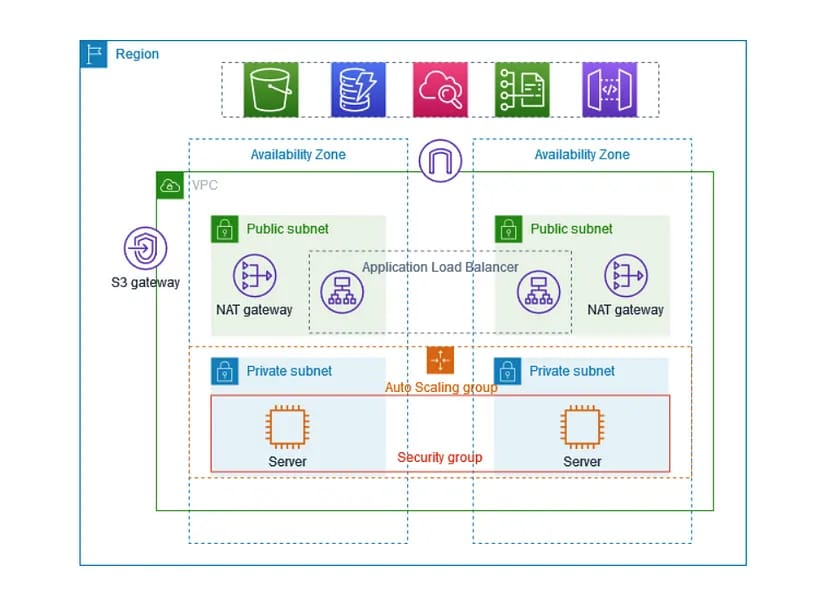 Region
Availability Zone
Availability Zone
VPC
Public subnet
Public subnet
S3 gateway
Application Load Balancer
NAT gateway
NAT gateway
Private subnet
Private subnet
Auto Scaling group
Security group
Server
Server